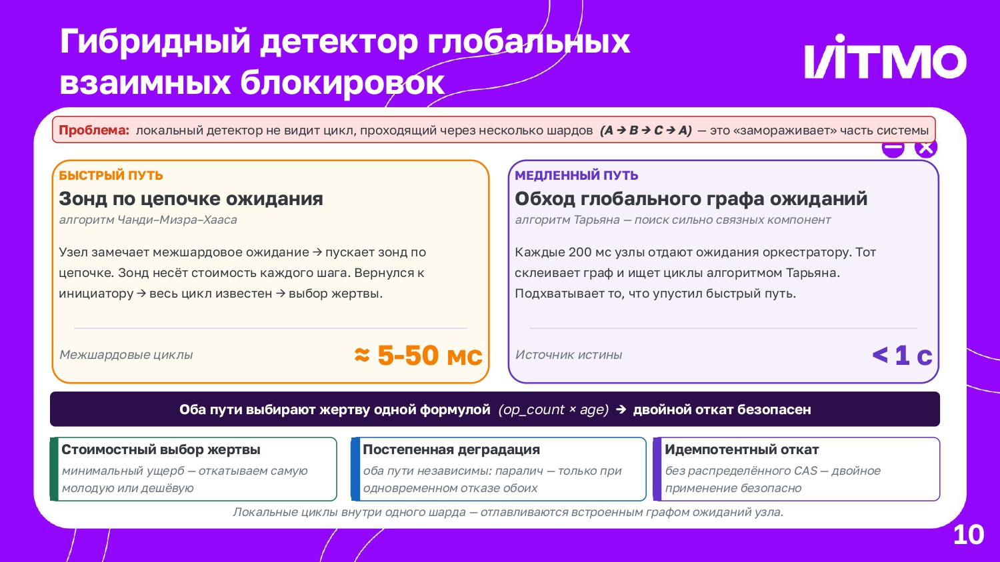 Гибридный детектор глобальных
взаимных блокировок
ИТМО
Проблема: локальный детектор не видит цикл, проходящий через несколько шардов (A → B → C → A) — это «замораживает» часть системы
БЫСТРЫЙ ПУТЬ
Зонд по цепочке ожидания
алгоритм Чанди–Мизра–Хааса
Узел замечает межшардовое ожидание → пускает зонд по
цепочке. Зонд несёт стоимость каждого шага. Вернулся к
инициатору → весь цикл известен → выбор жертвы.
Межшардовые циклы
≈ 5-50 мс
МЕДЛЕННЫЙ ПУТЬ
Обход глобального графа ожиданий
алгоритм Тарьяна — поиск сильно связных компонент
Каждые 200 мс узлы отдают ожидания оркестратору. Тот
склеивает граф и ищет циклы алгоритмом Тарьяна.
Подхватывает то, что упустил быстрый путь.
Источник истины
< 1 с
Оба пути выбирают жертву одной формулой (op_count × age) → двойной откат безопасен
Стоимостный выбор жертвы
минимальный ущерб — откатываем самую
молодую или дешёвую
Постепенная деградация
оба пути независимы: паралич — только при
одновременном отказе обоих
Идемпотентный откат
без распределённого CAS — двойное
применение безопасно
Локальные циклы внутри одного шарда — отлавливаются встроенным графом ожиданий узла.
10